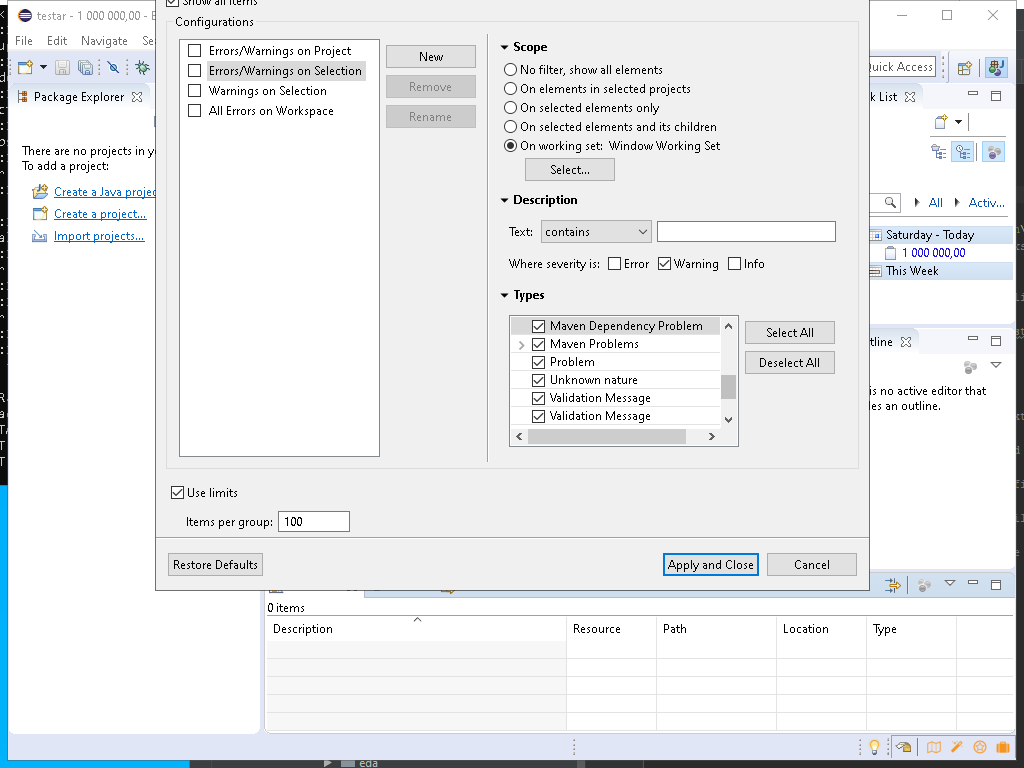 testar - 1 000 000,00 - E
File Edit Navigate Se
Package Explorer
There are no projects in y
To add a project:
Create a Java projec
Create a project...
Import projects...
Show all items
Configurations
Errors/Warnings on Project
Errors/Warnings on Selection
Warnings on Selection
All Errors on Workspace
New
Remove
Rename
Scope
No filter, show all elements
On elements in selected projects
On selected elements only
On selected elements and its children
On working set: Window Working Set
Select...
Description
Text: contains
Where severity is: Error Warning Info
Types
Maven Dependency Problem
Maven Problems
Problem
Unknown nature
Validation Message
Validation Message
Select All
Deselect All
Use limits
Items per group: 100
Restore Defaults
Apply and Close
Cancel
Quick Access
k List
All Activ...
Saturday - Today
1 000 000,00
This Week
tline
is no active editor that
les an outline.
0 items
Description Resource Path Location Type
eda